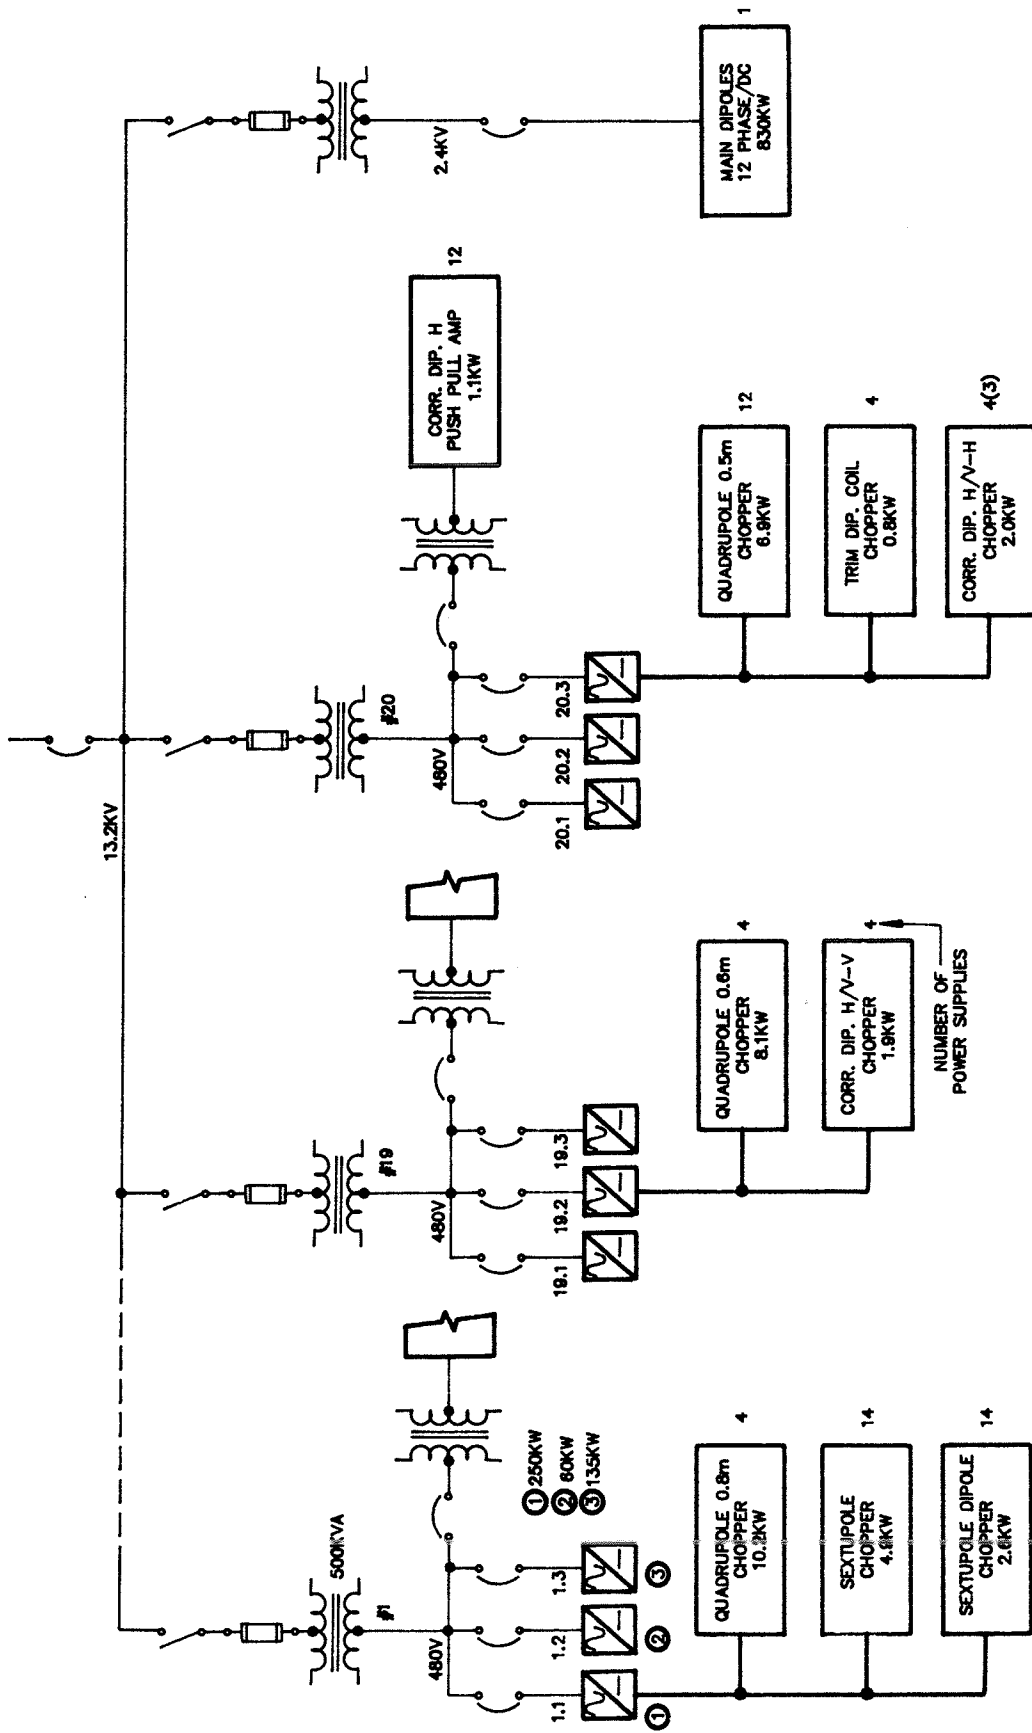 13.2KV
500KVA
#1
480V
1.1
1.2
1.3
①
②
③
① 250KW
② 60KW
③ 135KW
QUADRUPOLE 0.8m
CHOPPER
10.2KW
4
SEXTUPOLE
CHOPPER
4.9KW
14
SEXTUPOLE DIPOLE
CHOPPER
2.6KW
14
#19
480V
19.1
19.2
19.3
QUADRUPOLE 0.6m
CHOPPER
8.1KW
4
CORR. DIP. H/V-V
CHOPPER
1.9KW
4
NUMBER OF
POWER SUPPLIES
#20
480V
20.1
20.2
20.3
CORR. DIP. H
PUSH PULL AMP
1.1KW
12
QUADRUPOLE 0.5m
CHOPPER
6.9KW
12
TRIM DIP. COIL
CHOPPER
0.8KW
4
CORR. DIP. H/V-H
CHOPPER
2.0KW
4(3)
2.4KV
MAIN DIPOLES
12 PHASE/DC
830KW
1